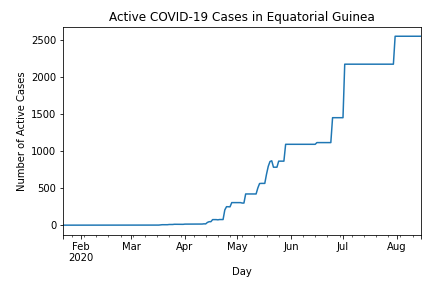 Active COVID-19 Cases in Equatorial Guinea
Number of Active Cases
2500
2000
1500
1000
500
0
Feb Mar Apr May Jun Jul Aug
2020
Day